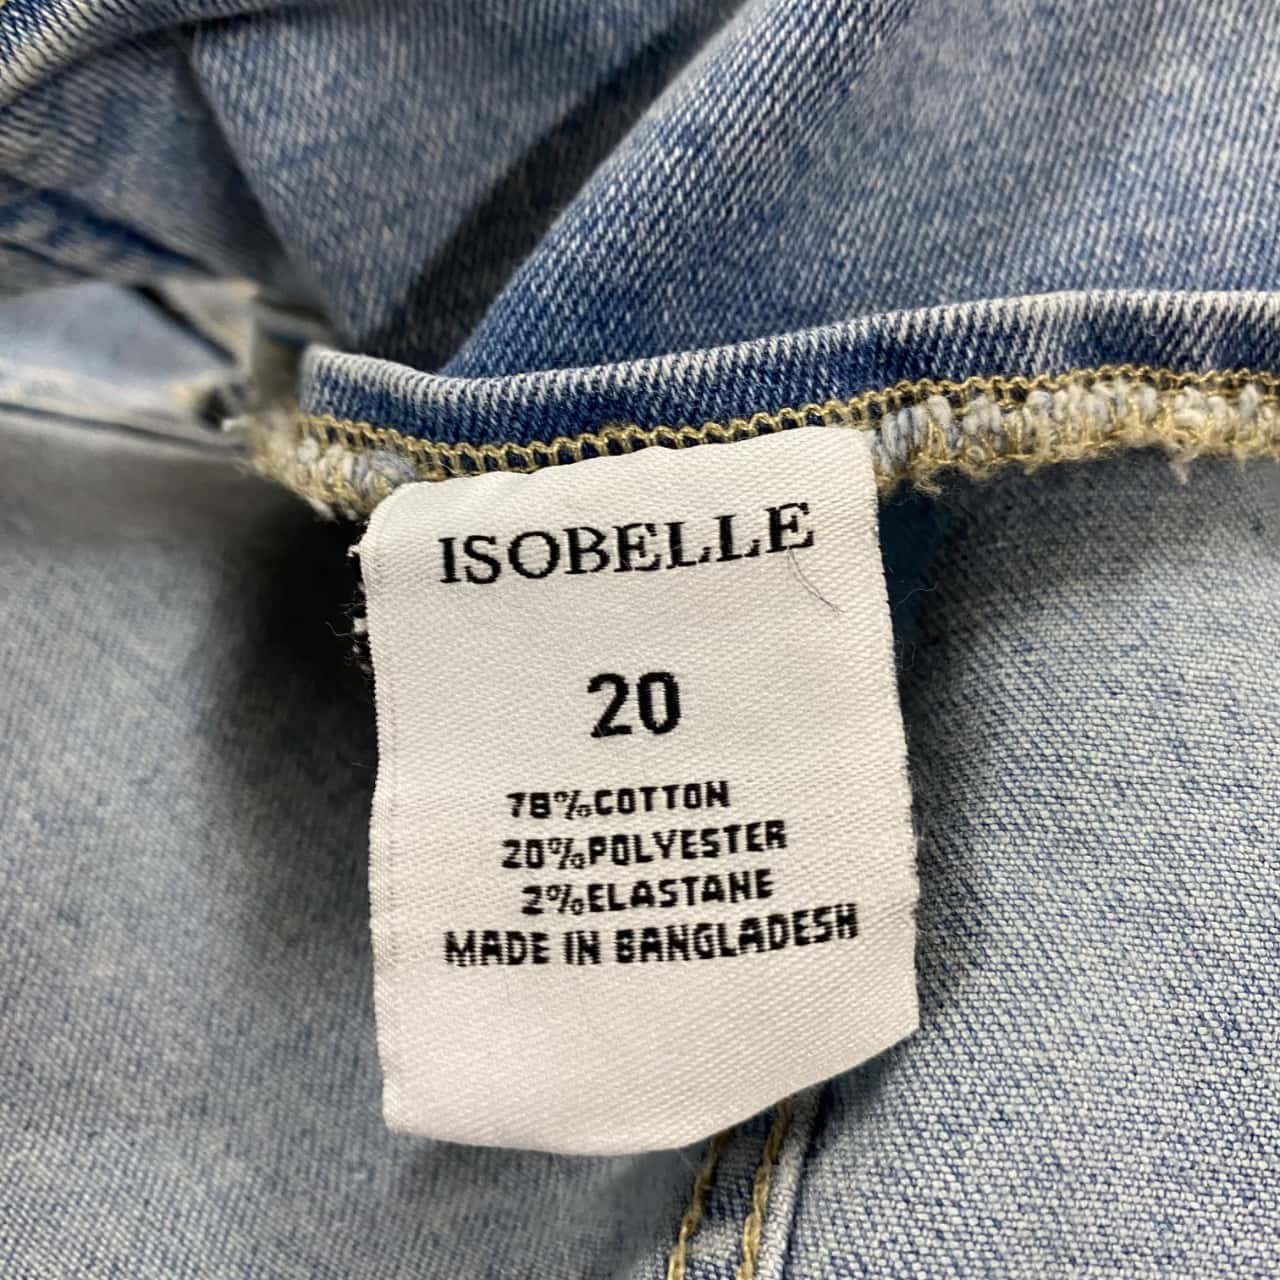 ISOBELLE
20
78%COTTON
20%POLYESTER
2%ELASTANE
MADE IN BANGLADESH